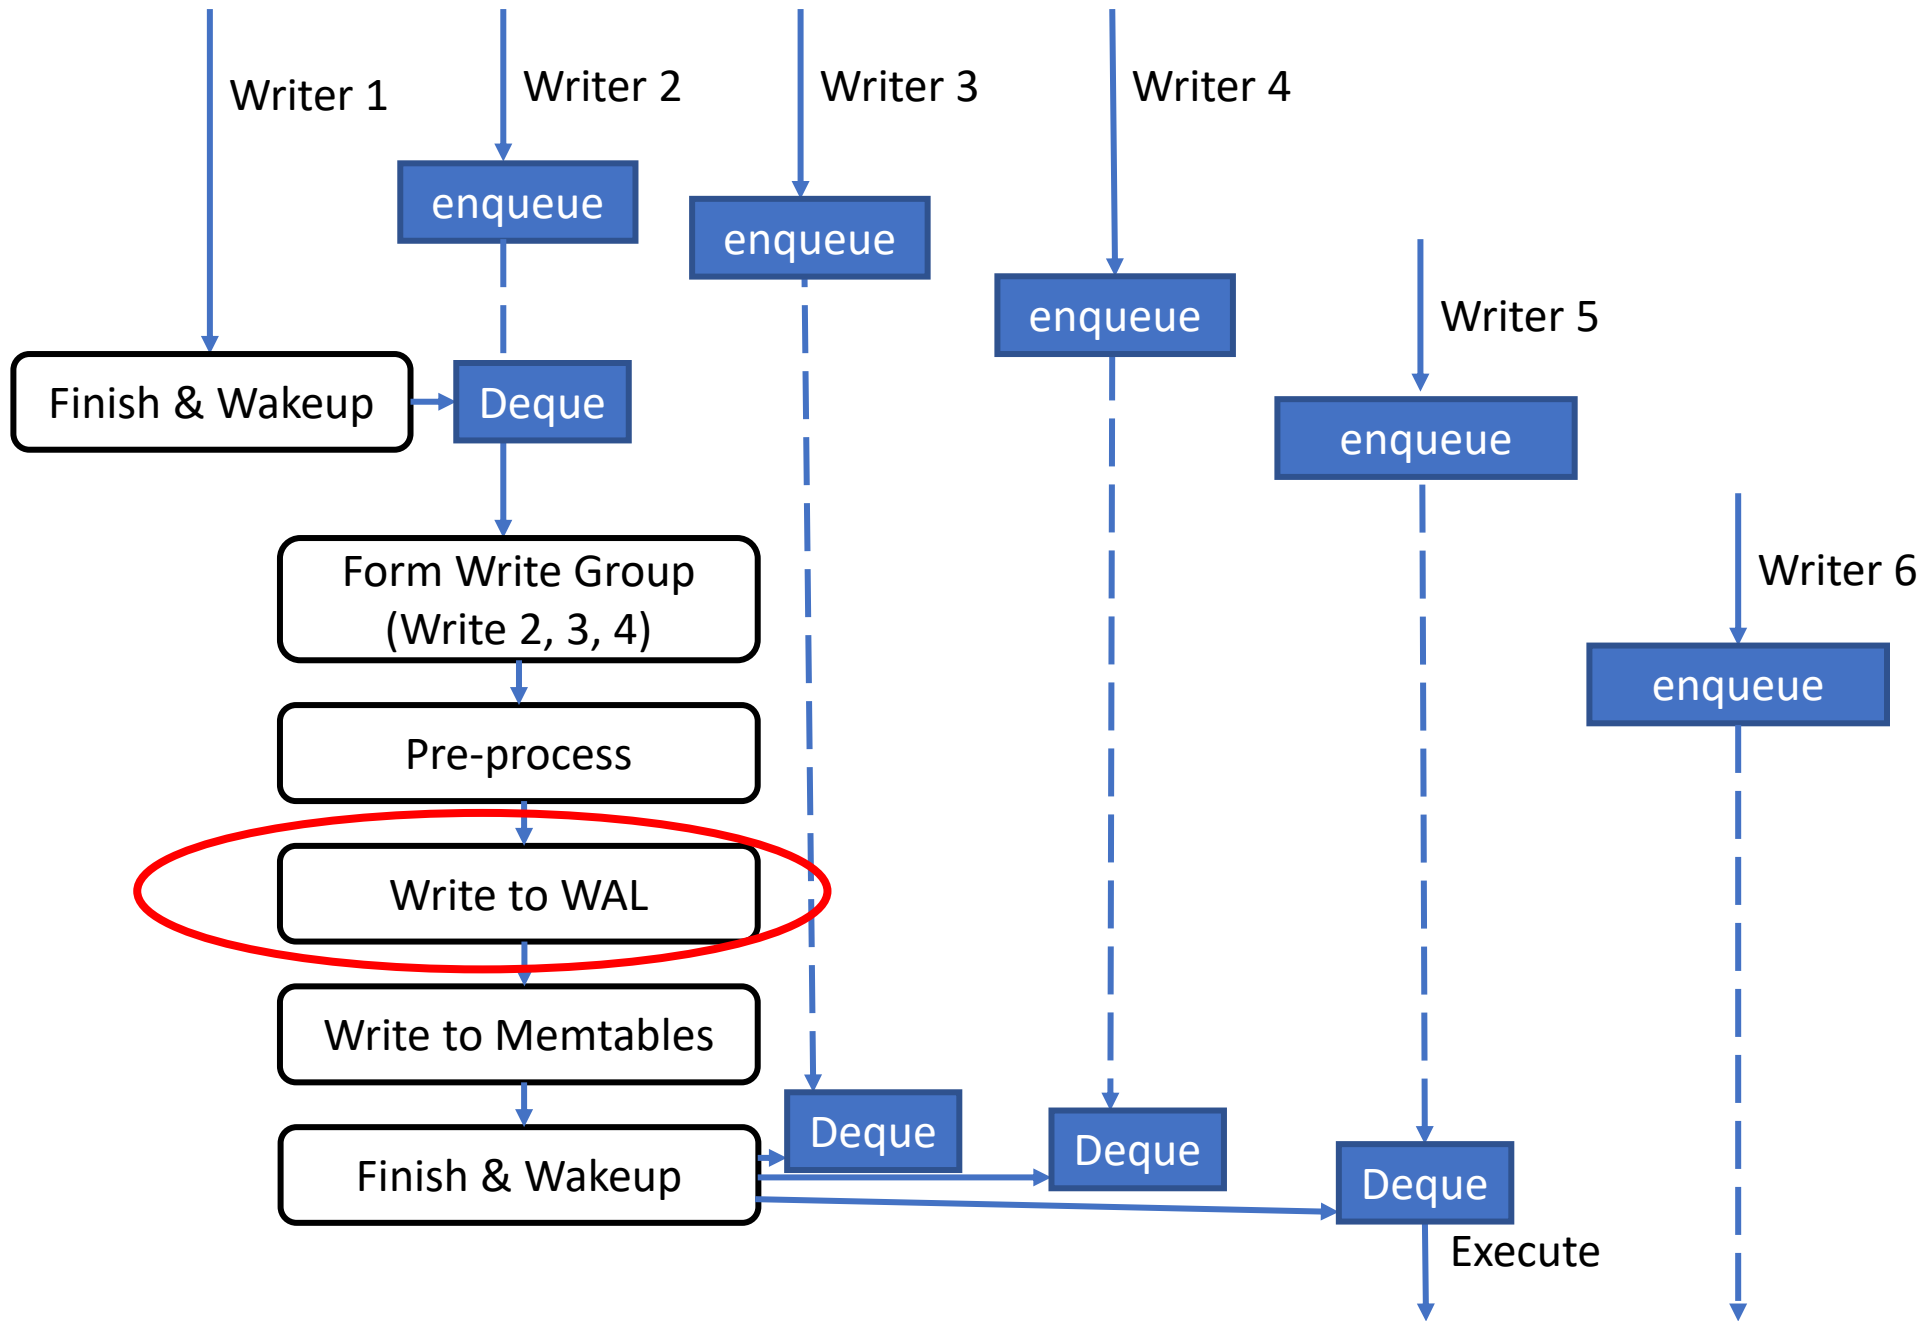 Writer 1
Writer 2
Writer 3
Writer 4
enqueue
enqueue
enqueue
Writer 5
Finish & Wakeup
Deque
enqueue
Form Write Group
(Write 2, 3, 4)
Writer 6
enqueue
Pre-process
Write to WAL
Write to Memtables
Deque
Deque
Finish & Wakeup
Deque
Execute